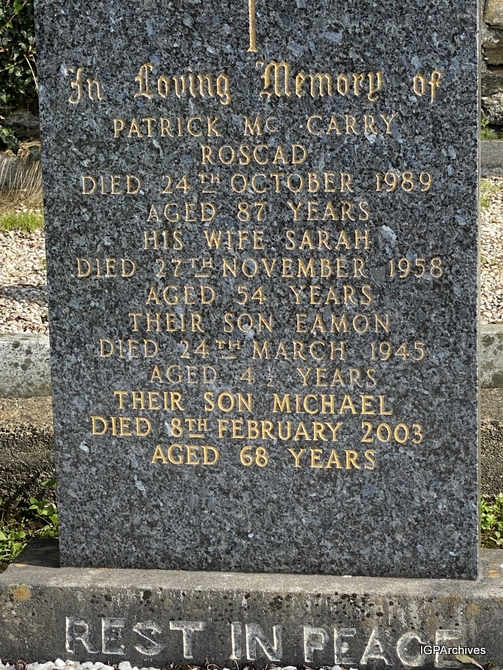 In Loving Memory of
PATRICK Mc CARRY
ROSCAD
DIED 24TH OCTOBER 1989
AGED 87 YEARS
HIS WIFE SARAH
DIED 27TH NOVEMBER 1958
AGED 54 YEARS
THEIR SON EAMON
DIED 24TH MARCH 1945
AGED 4½ YEARS
THEIR SON MICHAEL
DIED 8TH FEBRUARY 2003
AGED 68 YEARS
REST IN PEACE
IGPArchives